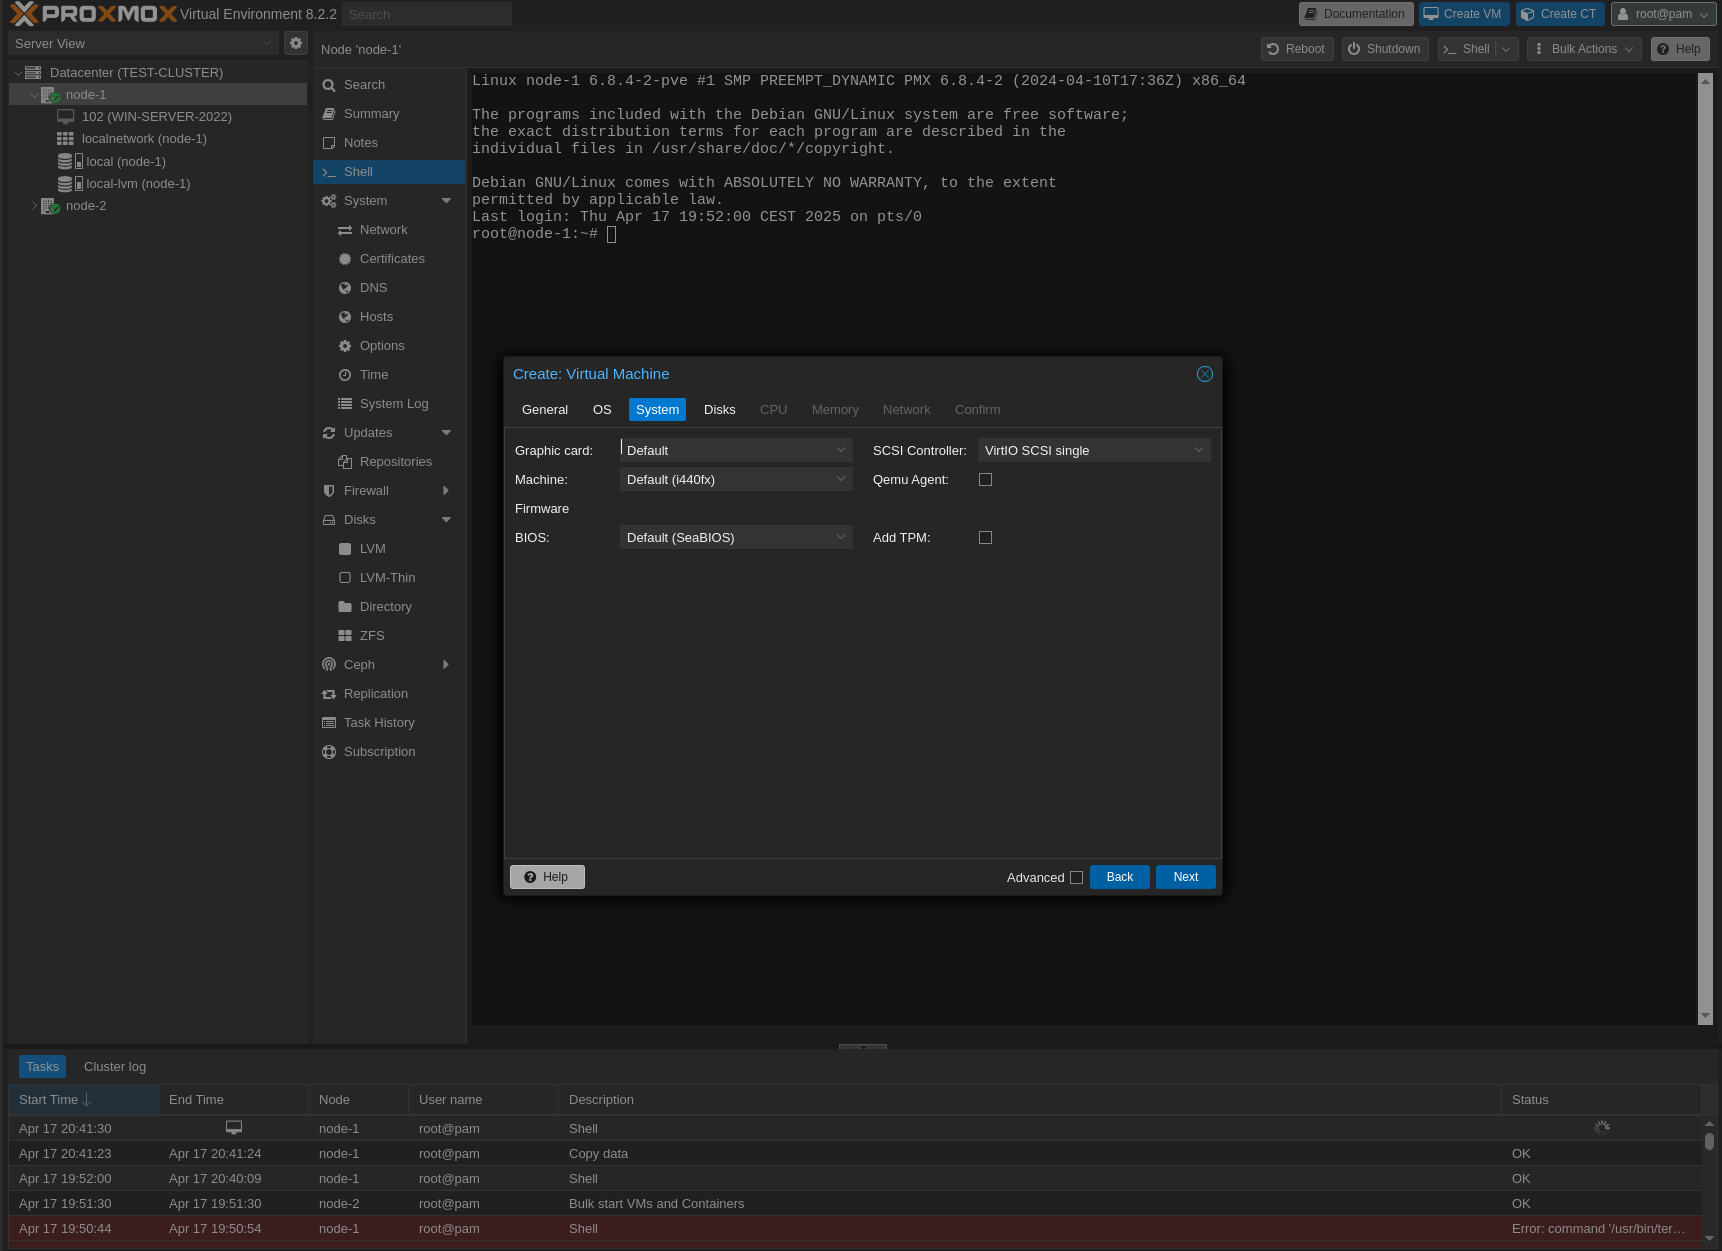 PROXMOX Virtual Environment 8.2.2 Search Documentation Create VM Create CT root@pam
Server View
Datacenter (TEST-CLUSTER)
node-1
102 (WIN-SERVER-2022)
localnetwork (node-1)
local (node-1)
local-lvm (node-1)
node-2
Node 'node-1' Reboot Shutdown Shell Bulk Actions Help
Search
Summary
Notes
Shell
System
Network
Certificates
DNS
Hosts
Options
Time
System Log
Updates
Repositories
Firewall
Disks
LVM
LVM-Thin
Directory
ZFS
Ceph
Replication
Task History
Subscription
Linux node-1 6.8.4-2-pve #1 SMP PREEMPT_DYNAMIC PMX 6.8.4-2 (2024-04-10T17:36Z) x86_64
The programs included with the Debian GNU/Linux system are free software;
the exact distribution terms for each program are described in the
individual files in /usr/share/doc/*/copyright.
Debian GNU/Linux comes with ABSOLUTELY NO WARRANTY, to the extent
permitted by applicable law.
Last login: Thu Apr 17 19:52:00 CEST 2025 on pts/0
root@node-1:~#
Create: Virtual Machine
General OS System Disks CPU Memory Network Confirm
Graphic card: Default SCSI Controller: VirtIO SCSI single
Machine: Default (i440fx) Qemu Agent:
Firmware
BIOS: Default (SeaBIOS) Add TPM:
Help Advanced Back Next
Tasks Cluster log
Start Time End Time Node User name Description Status
Apr 17 20:41:30 node-1 root@pam Shell
Apr 17 20:41:23 Apr 17 20:41:24 node-1 root@pam Copy data OK
Apr 17 19:52:00 Apr 17 20:40:09 node-1 root@pam Shell OK
Apr 17 19:51:30 Apr 17 19:51:30 node-2 root@pam Bulk start VMs and Containers OK
Apr 17 19:50:44 Apr 17 19:50:54 node-1 root@pam Shell Error: command '/usr/bin/ter…